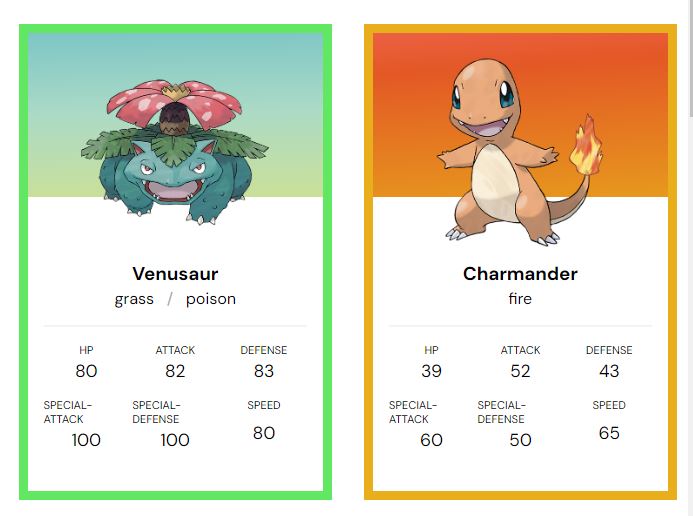 Venusaur
grass / poison
HP ATTACK DEFENSE
80 82 83
SPECIAL-ATTACK SPECIAL-DEFENSE SPEED
100 100 80
Charmander
fire
HP ATTACK DEFENSE
39 52 43
SPECIAL-ATTACK SPECIAL-DEFENSE SPEED
60 50 65